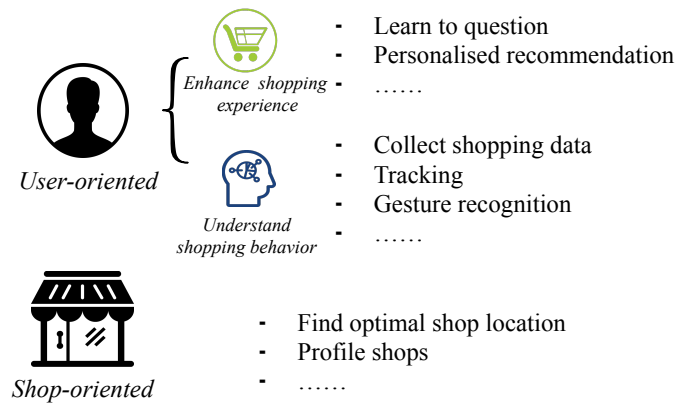 - Learn to question
- Personalised recommendation
- ......
Enhance shopping
experience
User-oriented
- Collect shopping data
- Tracking
- Gesture recognition
- ......
Understand
shopping behavior
- Find optimal shop location
- Profile shops
- ......
Shop-oriented